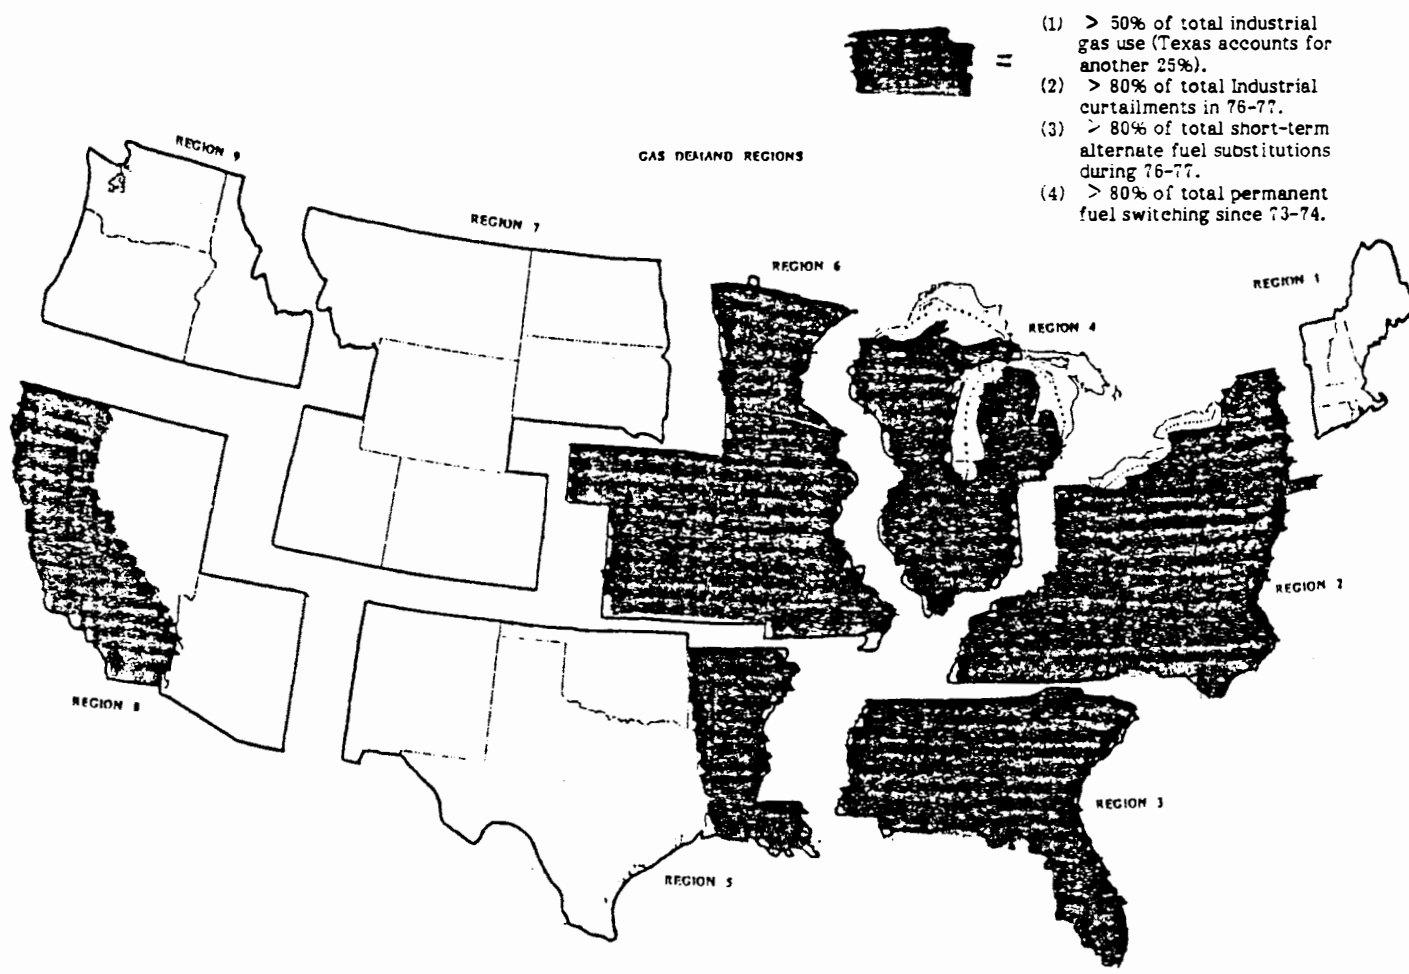 (1) > 50% of total industrial
gas use (Texas accounts for
another 25%).
(2) > 80% of total Industrial
curtailments in 76-77.
(3) > 80% of total short-term
alternate fuel substitutions
during 76-77.
(4) > 80% of total permanent
fuel switching since 73-74.
=
GAS DEMAND REGIONS
REGION 9
REGION 7
REGION 6
REGION 4
REGION 1
REGION 2
REGION 8
REGION 3
REGION 5